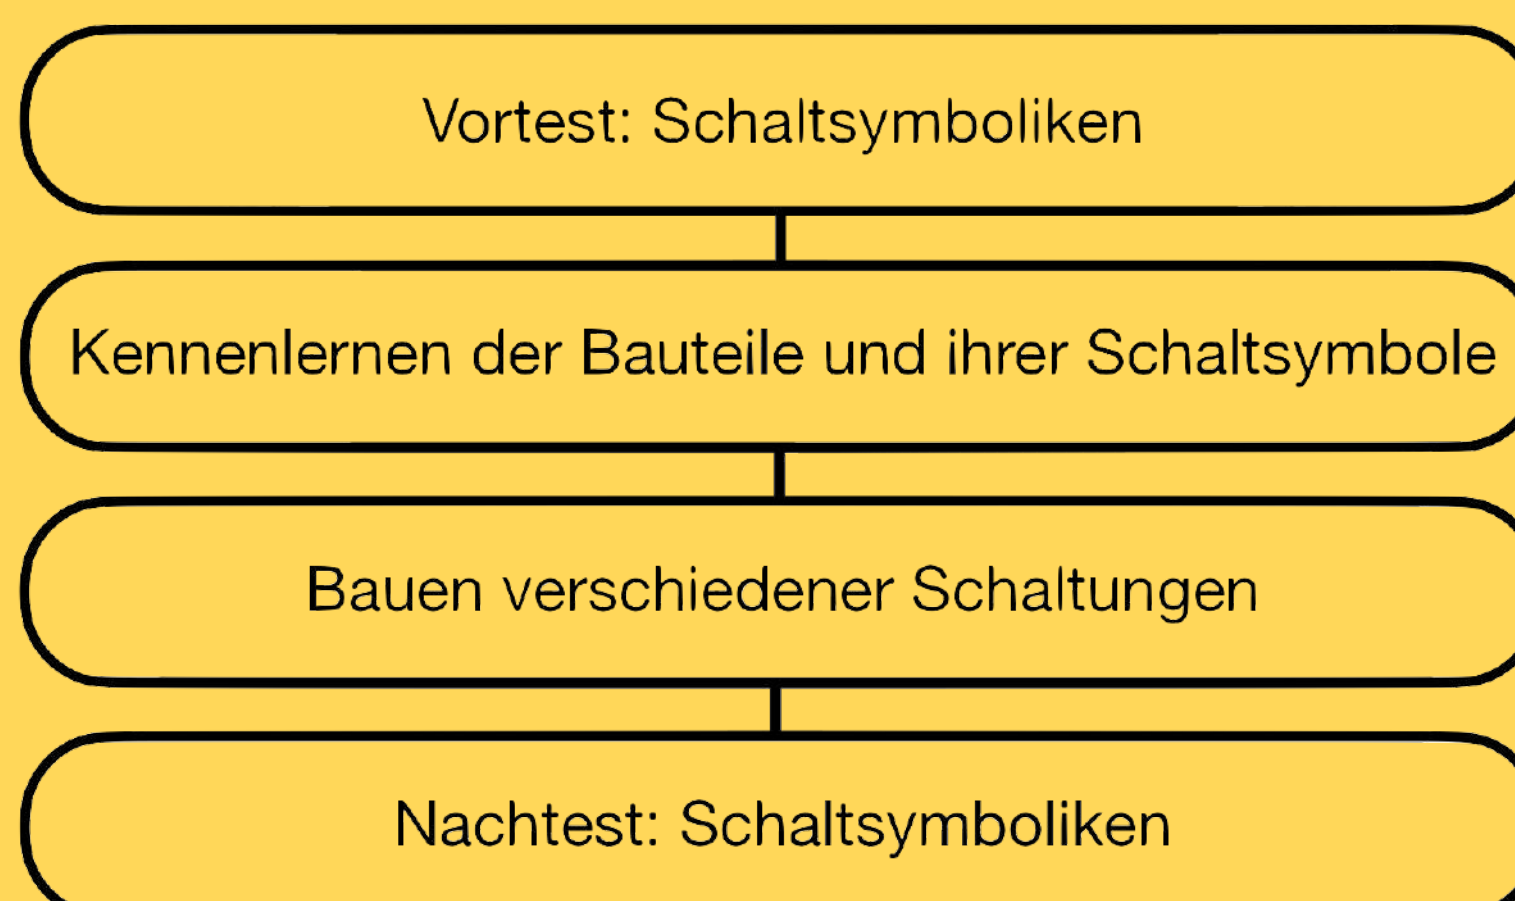 Vortest: Schaltsymboliken
Kennenlernen der Bauteile und ihrer Schaltsymbole
Bauen verschiedener Schaltungen
Nachtest: Schaltsymboliken